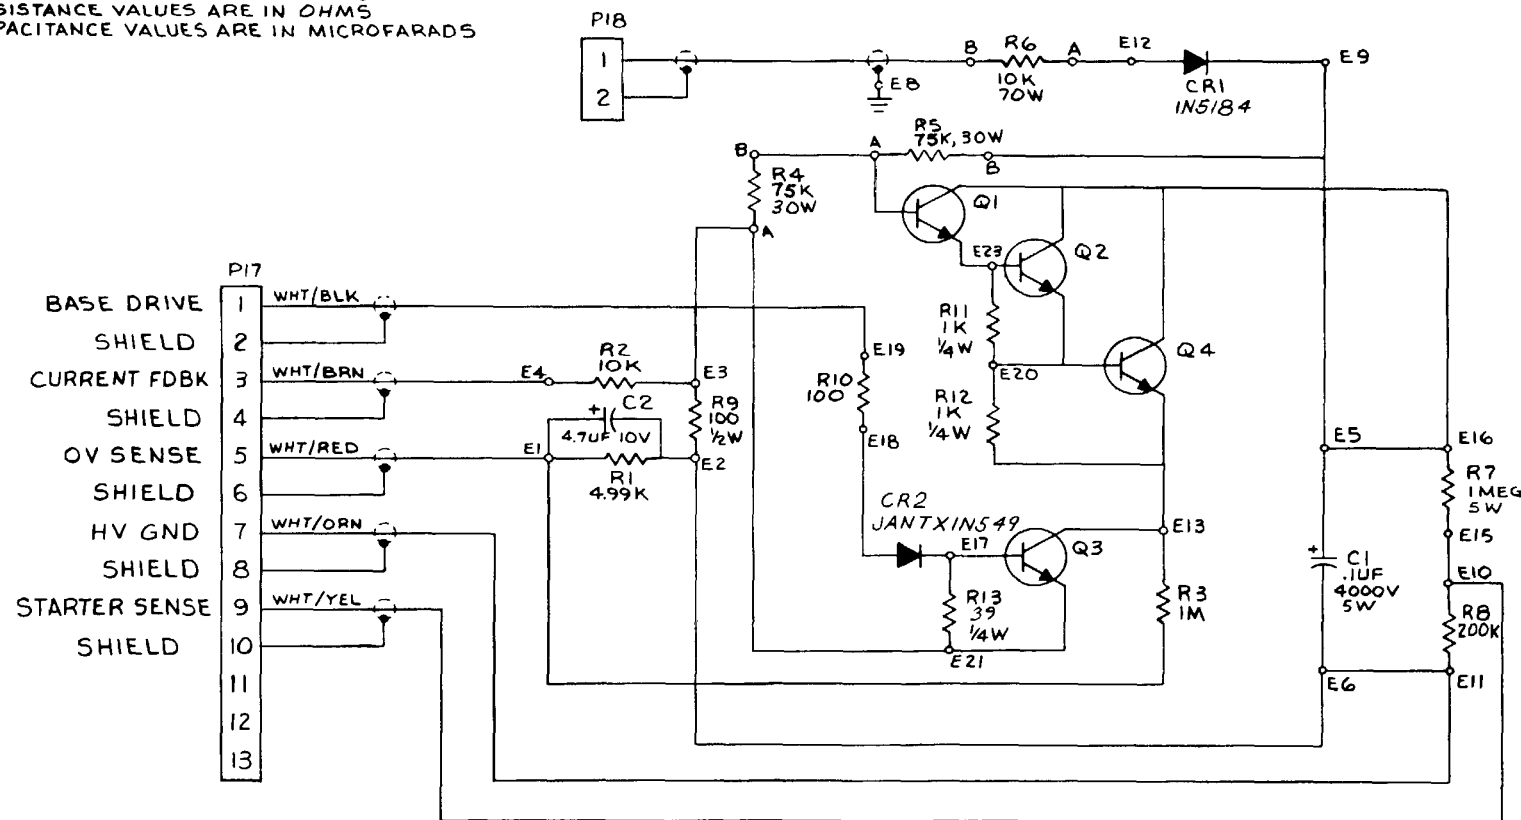 SISTANCE VALUES ARE IN OHMS
PACITANCE VALUES ARE IN MICROFARADS
P18
1
2
E8
B
R6
10K
70W
A
E12
CR1
1N5184
E9
B
R4
75K
30W
A
A
R5
75K, 30W
B
Q1
E23
Q2
R11
1K
1/4W
E20
Q4
R12
1K
1/4W
P17
BASE DRIVE 1 WHT/BLK
SHIELD 2
CURRENT FDBK 3 WHT/BRN
SHIELD 4
OV SENSE 5 WHT/RED
SHIELD 6
HV GND 7 WHT/ORN
SHIELD 8
STARTER SENSE 9 WHT/YEL
SHIELD 10
11
12
13
E4
R2
10K
E3
+
C2
4.7UF 10V
E1
R1
4.99K
R9
100
1/2W
E2
E19
R10
100
E18
CR2
JANTX1N549
E17
Q3
E13
R13
39
1/4W
E21
R3
1M
E5
E16
R7
1MEG
5W
E15
E10
+
C1
.1UF
4000V
5W
R8
200K
E6
E11